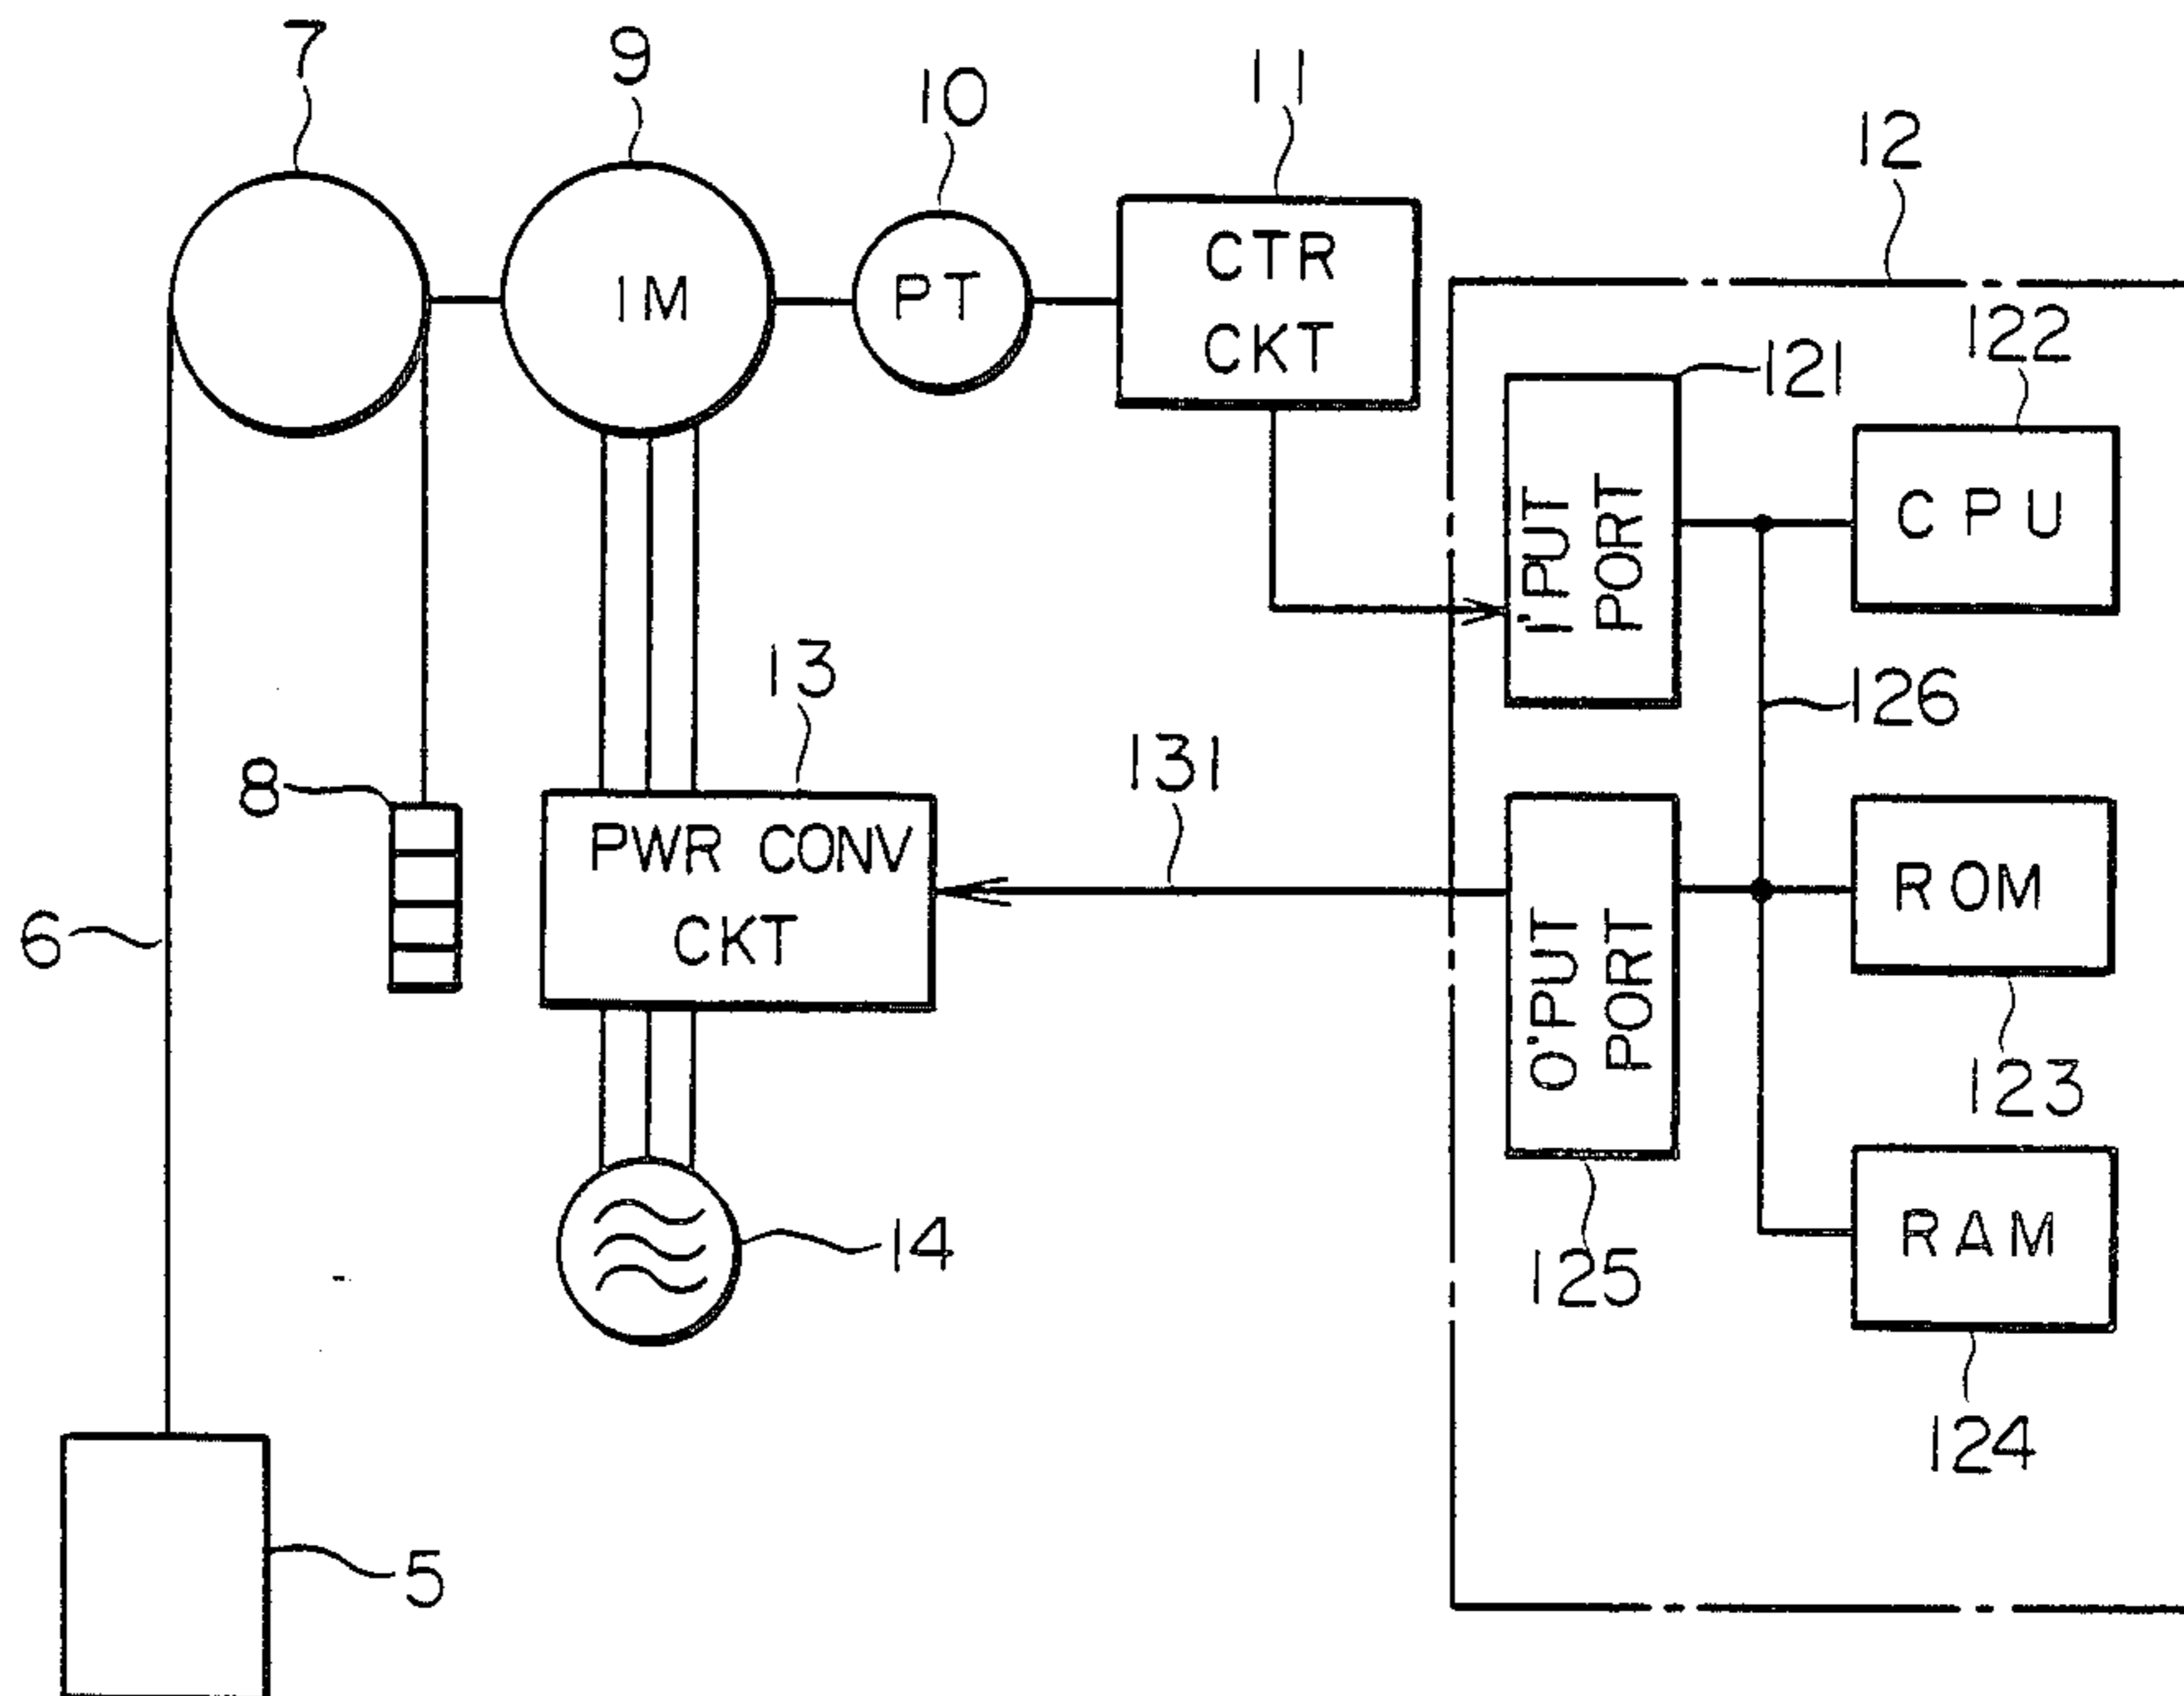 7
9
10
11
12
IM
PT
CTR
CKT
121
122
I'PUT
PORT
CPU
126
13
131
8
PWR CONV
CKT
6
O'PUT
PORT
ROM
123
14
125
RAM
124
5